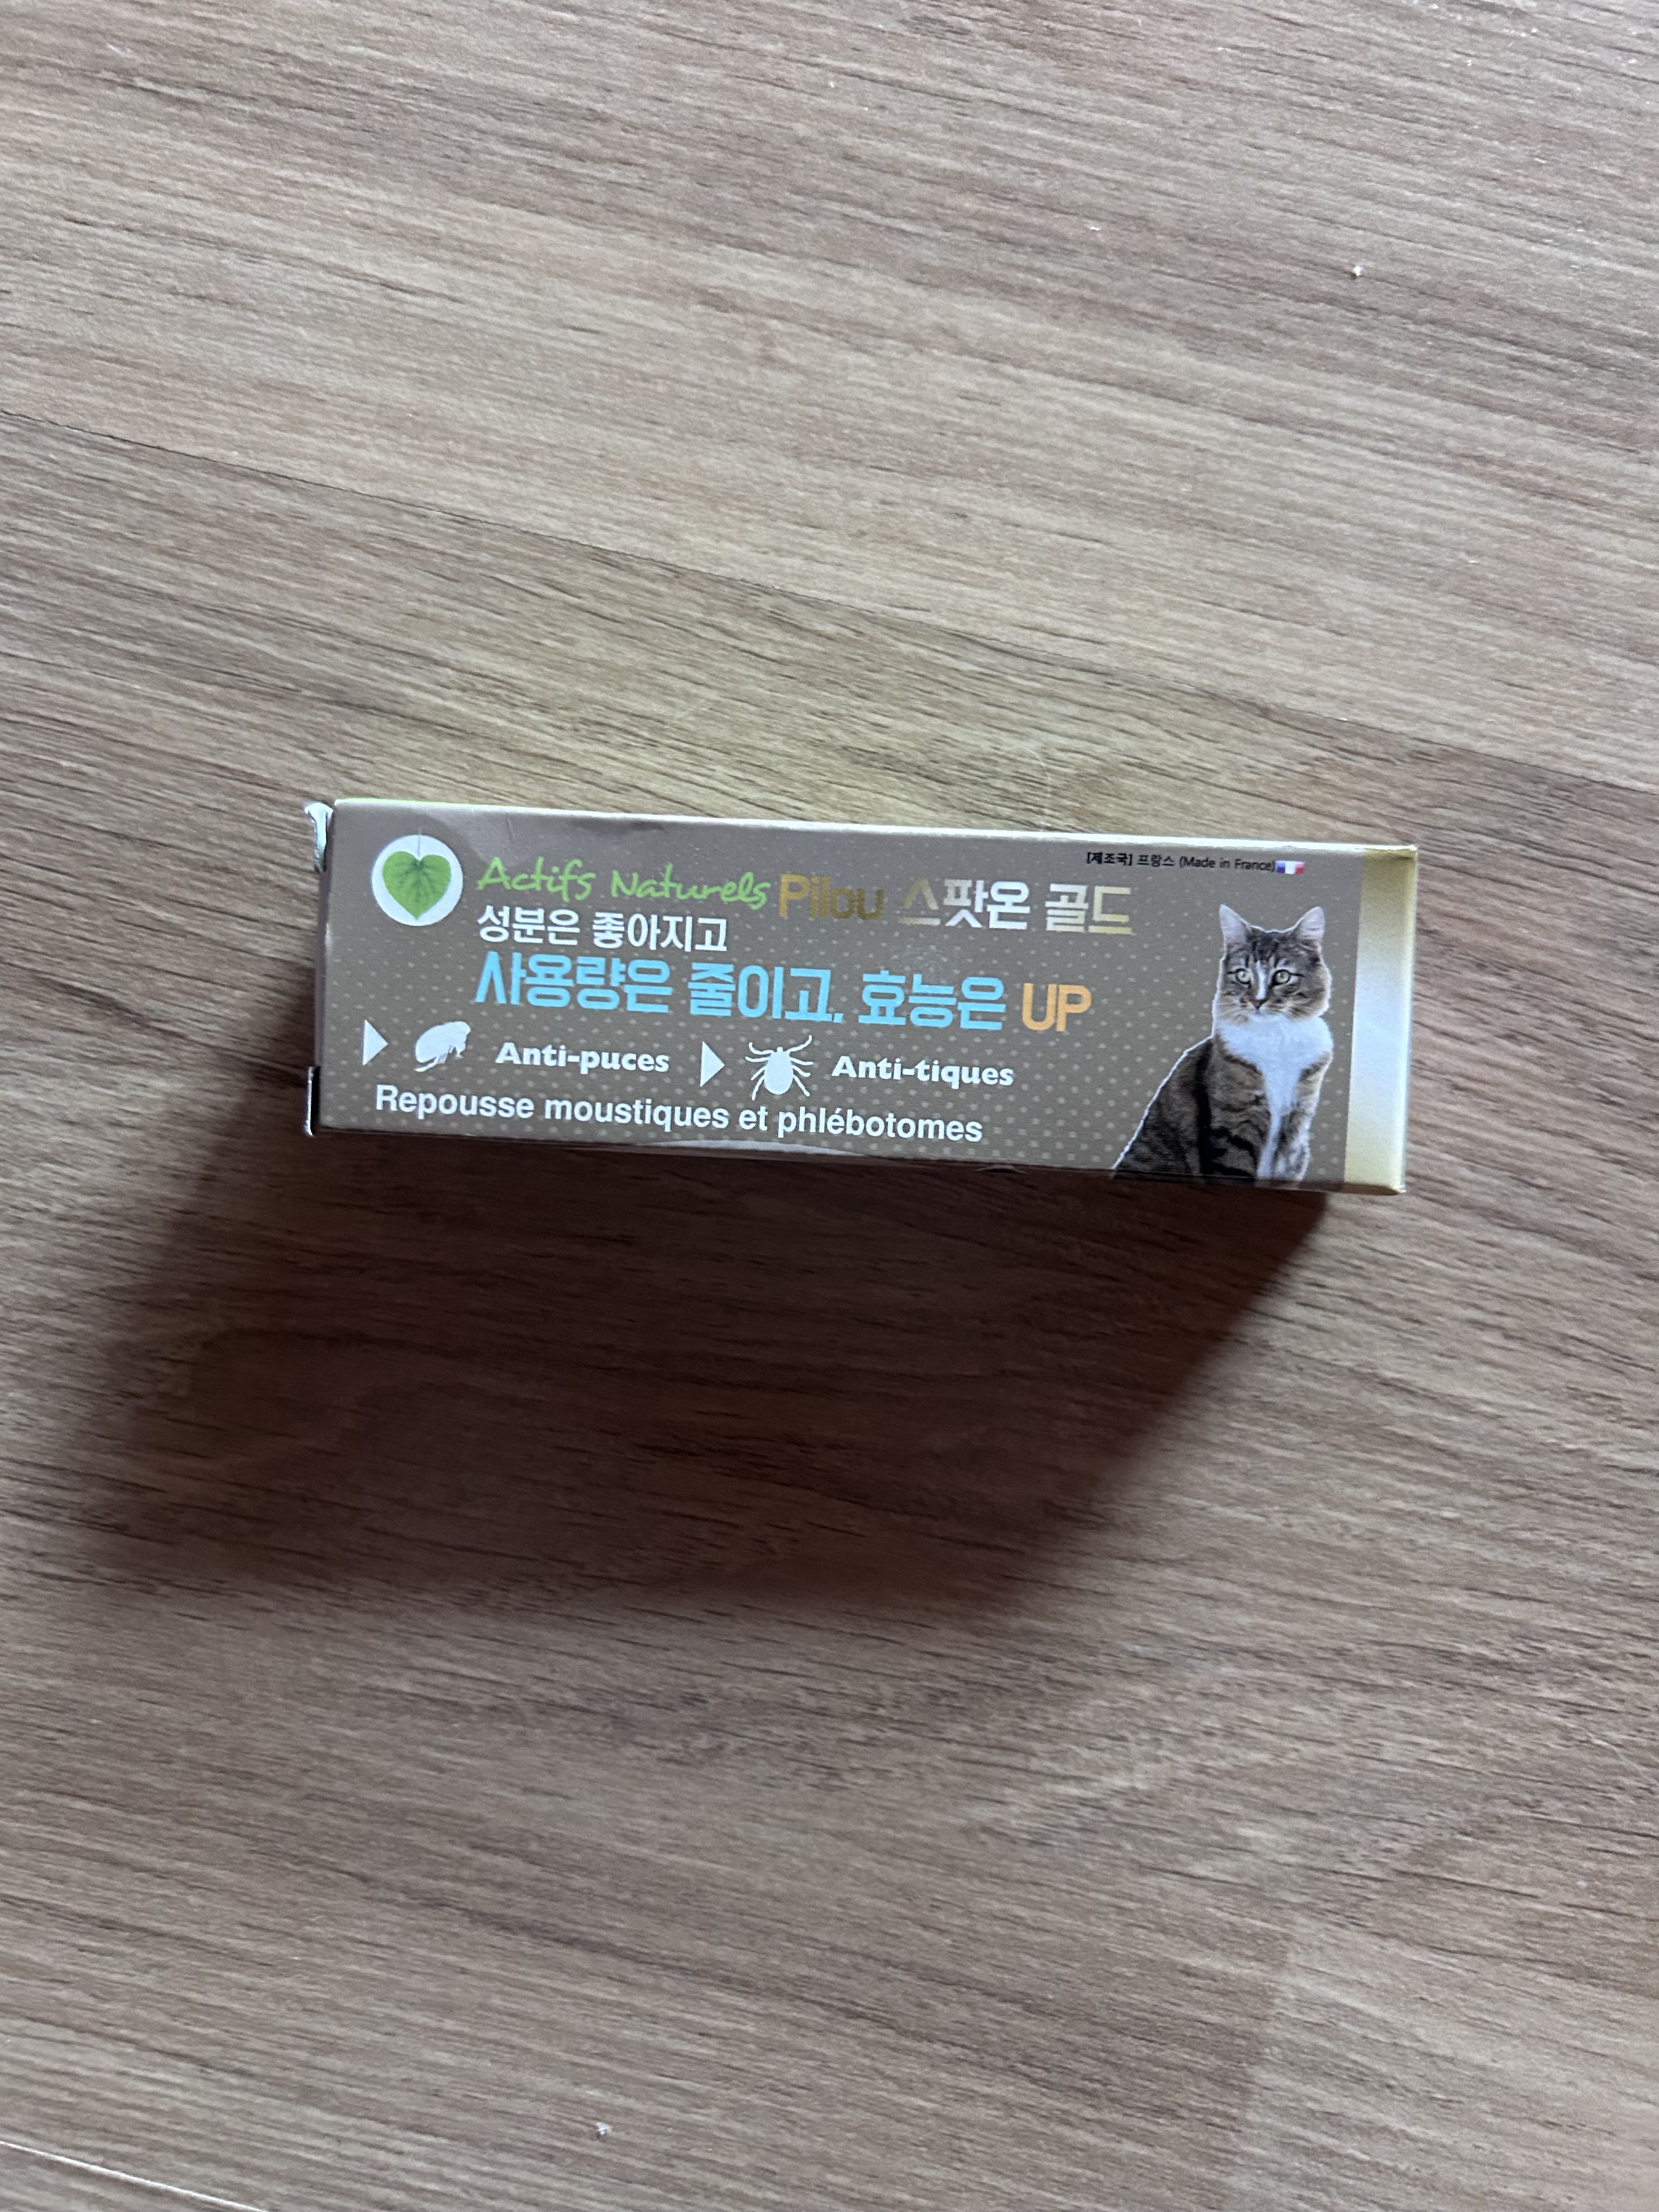 [제조국] 프랑스 (Made in France)
Actifs Naturels Pilou 스팟온 골드
성분은 좋아지고
사용량은 줄이고, 효능은 UP
Anti-puces Anti-tiques
Repousse moustiques et phlébotomes